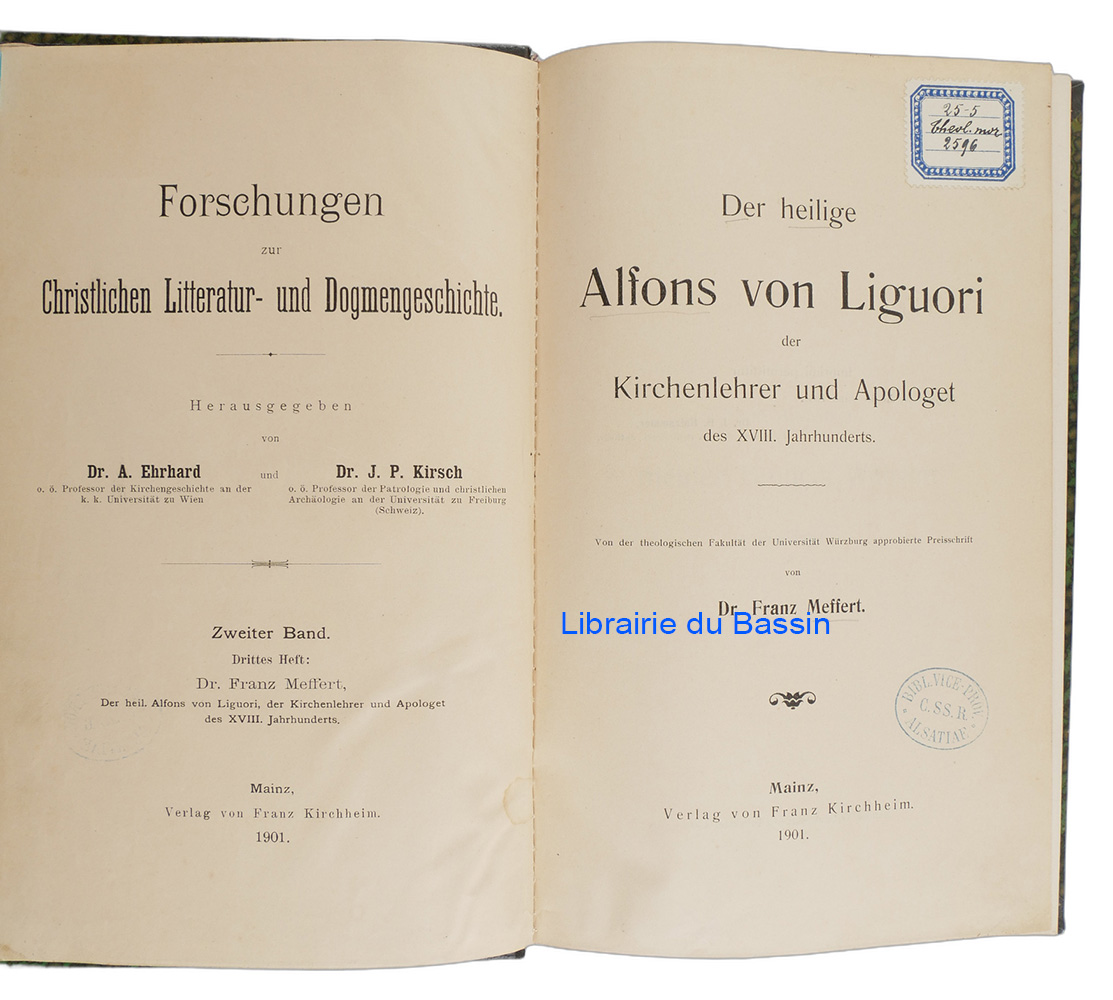 Forschungen
zur
Christlichen Litteratur- und Dogmengeschichte.
Herausgegeben
von
Dr. A. Ehrhard
o. ö. Professor der Kirchengeschichte an der
k. k. Universität zu Wien
und
Dr. J. P. Kirsch
o. ö. Professor der Patrologie und christlichen
Archäologie an der Universität zu Freiburg
(Schweiz).
Zweiter Band.
Drittes Heft:
Dr. Franz Meffert,
Der heil. Alfons von Liguori, der Kirchenlehrer und Apologet
des XVIII. Jahrhunderts.
Mainz,
Verlag von Franz Kirchheim.
1901.
25-5
theol. mor
2596
Der heilige
Alfons von Liguori
der
Kirchenlehrer und Apologet
des XVIII. Jahrhunderts.
Von der theologischen Fakultät der Universität Würzburg approbierte Preisschrift
von
Dr. Franz Meffert.
Librairie du Bassin
BIBL. VICE-PROV.
C. SS. R.
ALSATIAE
Mainz,
Verlag von Franz Kirchheim.
1901.